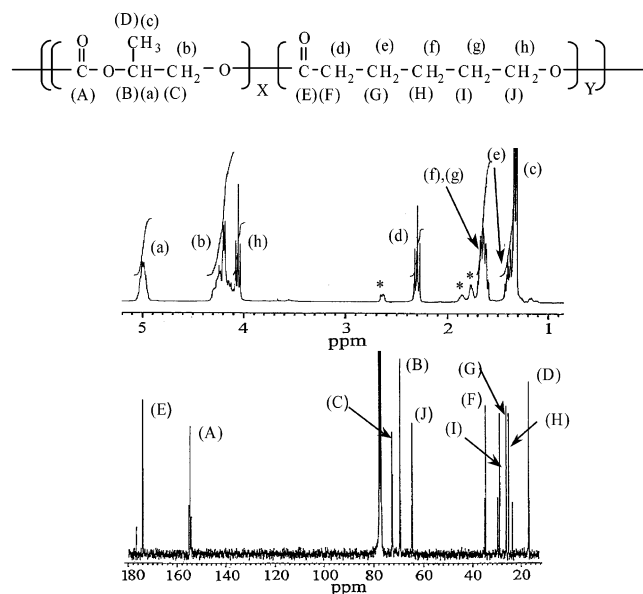 (D) (c)
O CH3 (b) O (d) (e) (f) (g) (h)
C–O–CH–CH2–O C–CH2–CH2–CH2–CH2–CH2–O
(A) (B)(a) (C) X (E)(F) (G) (H) (I) (J) Y
(a) (b) (h) (d) (f),(g) (e) (c)
* * *
5 4 3 2 1
ppm
(E) (A) (C) (B) (J) (F) (I) (G) (H) (D)
180 160 140 120 100 80 60 40 20
ppm